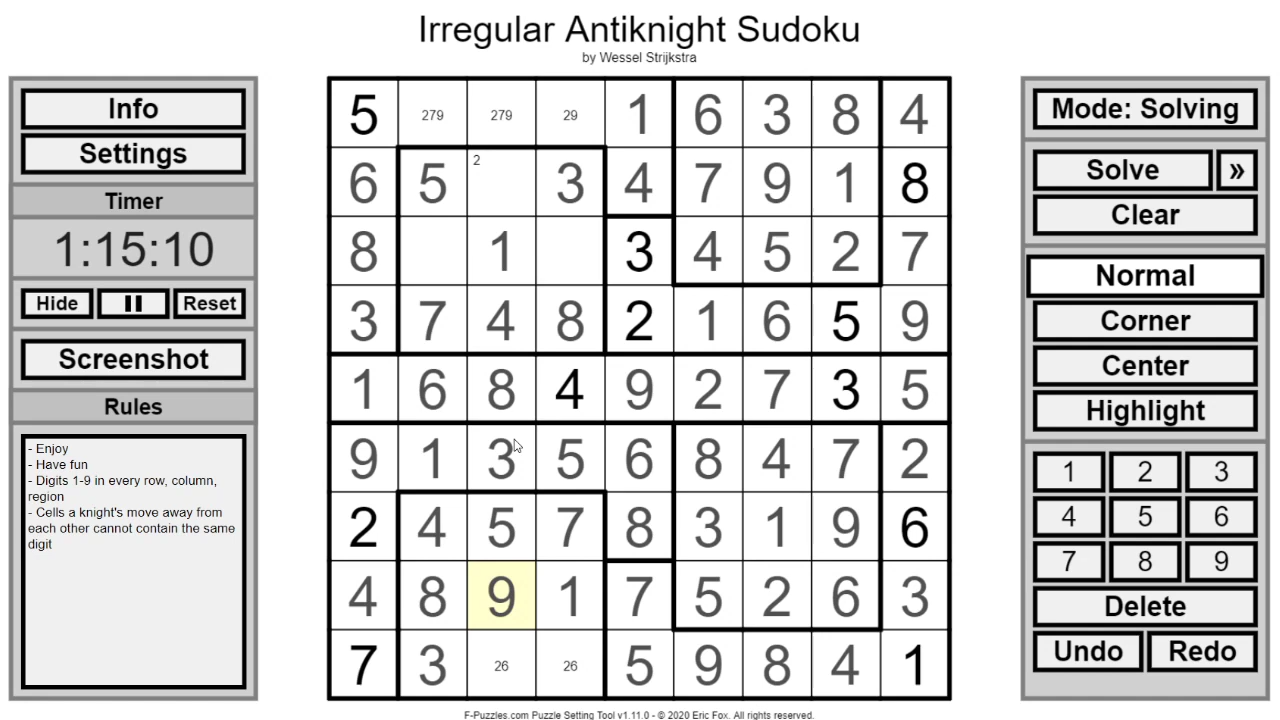 Irregular Antiknight Sudoku
by Wessel Strijkstra
Info
Settings
Timer
1:15:10
Hide
Reset
Screenshot
Rules
- Enjoy
- Have fun
- Digits 1-9 in every row, column,
region
- Cells a knight's move away from
each other cannot contain the same
digit
5 279 279 29 1 6 3 8 4
6 5 2 3 4 7 9 1 8
8 1 3 4 5 2 7
3 7 4 8 2 1 6 5 9
1 6 8 4 9 2 7 3 5
9 1 3 5 6 8 4 7 2
2 4 5 7 8 3 1 9 6
4 8 9 1 7 5 2 6 3
7 3 26 26 5 9 8 4 1
Mode: Solving
Solve »
Clear
Normal
Corner
Center
Highlight
1 2 3
4 5 6
7 8 9
Delete
Undo Redo
F-Puzzles.com Puzzle Setting Tool v1.11.0 - © 2020 Eric Fox. All rights reserved.